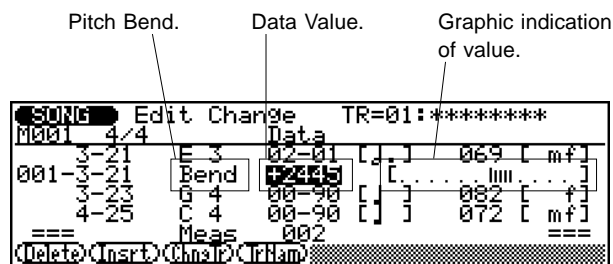 Pitch Bend. Data Value. Graphic indication of value.
SONG Edit Change TR=01:********
M001 4/4 Data
3-21 E 3 02-01 [♩.] 069 [ mf]
001-3-21 Bend +2445 [. . . . . . . . . .]
3-23 G 4 00-90 [♩ ] 082 [ f]
4-25 C 4 00-90 [♩ ] 072 [ mf]
=== Meas 002 ===
Delete Insrt ChngTr TrNam